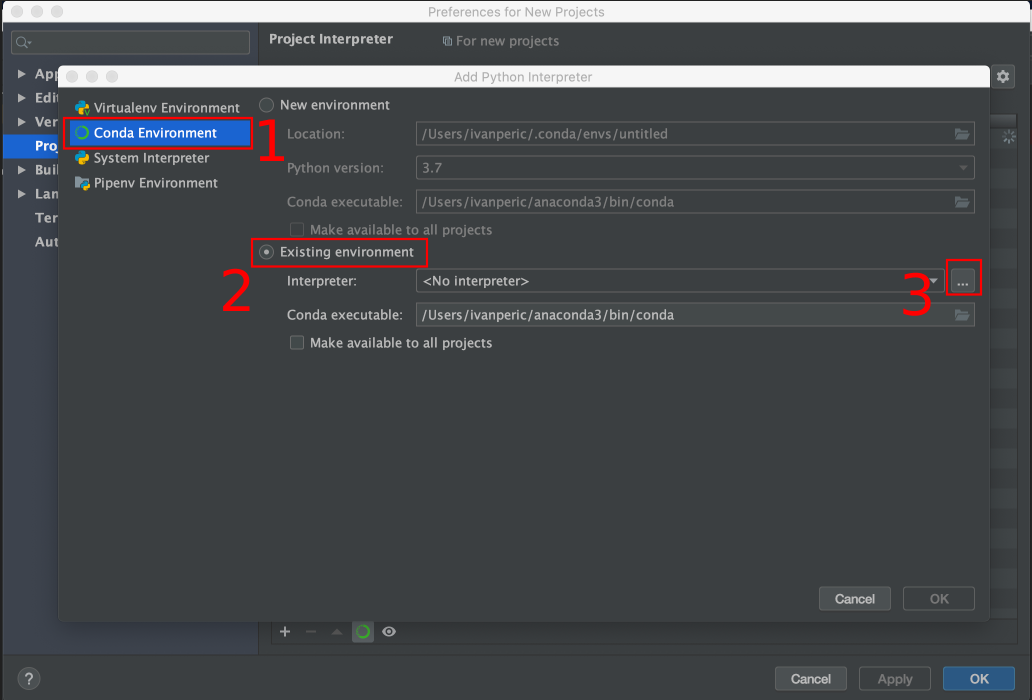 Preferences for New Projects
Project Interpreter
For new projects
App
Add Python Interpreter
Edit
Ver
Proj
Buil
Lan
Ter
Aut
Virtualenv Environment
Conda Environment
System Interpreter
Pipenv Environment
1
New environment
Location: /Users/ivanperic/.conda/envs/untitled
Python version: 3.7
Conda executable: /Users/ivanperic/anaconda3/bin/conda
Make available to all projects
2
Existing environment
Interpreter: <No interpreter> 3 ...
Conda executable: /Users/ivanperic/anaconda3/bin/conda
Make available to all projects
Cancel OK
?
Cancel Apply OK